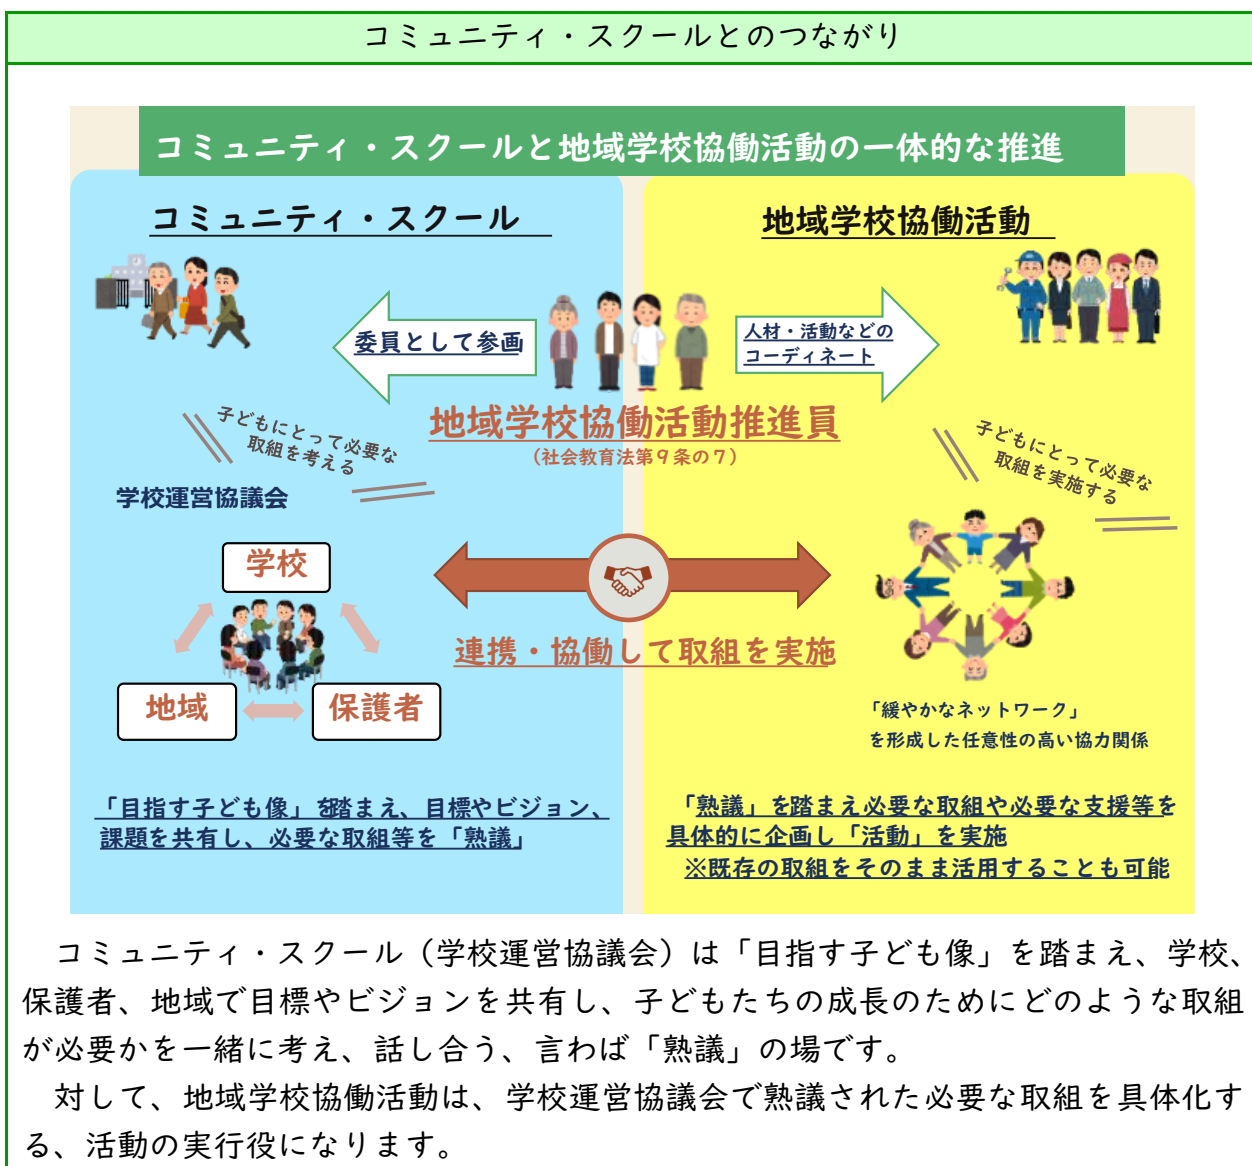 コミュニティ・スクールとのつながり
コミュニティ・スクールと地域学校協働活動の一体的な推進
コミュニティ・スクール
地域学校協働活動
委員として参画
人材・活動などの
コーディネート
地域学校協働活動推進員
（社会教育法第９条の７）
子どもにとって必要な
取組を考える
子どもにとって必要な
取組を実施する
学校運営協議会
学校
地域
保護者
連携・協働して取組を実施
「緩やかなネットワーク」
を形成した任意性の高い協力関係
「目指す子ども像」を踏まえ、目標やビジョン、
課題を共有し、必要な取組等を「熟議」
「熟議」を踏まえ必要な取組や必要な支援等を
具体的に企画し「活動」を実施
※既存の取組をそのまま活用することも可能
コミュニティ・スクール（学校運営協議会）は「目指す子ども像」を踏まえ、学校、
保護者、地域で目標やビジョンを共有し、子どもたちの成長のためにどのような取組
が必要かを一緒に考え、話し合う、言わば「熟議」の場です。
対して、地域学校協働活動は、学校運営協議会で熟議された必要な取組を具体化す
る、活動の実行役になります。